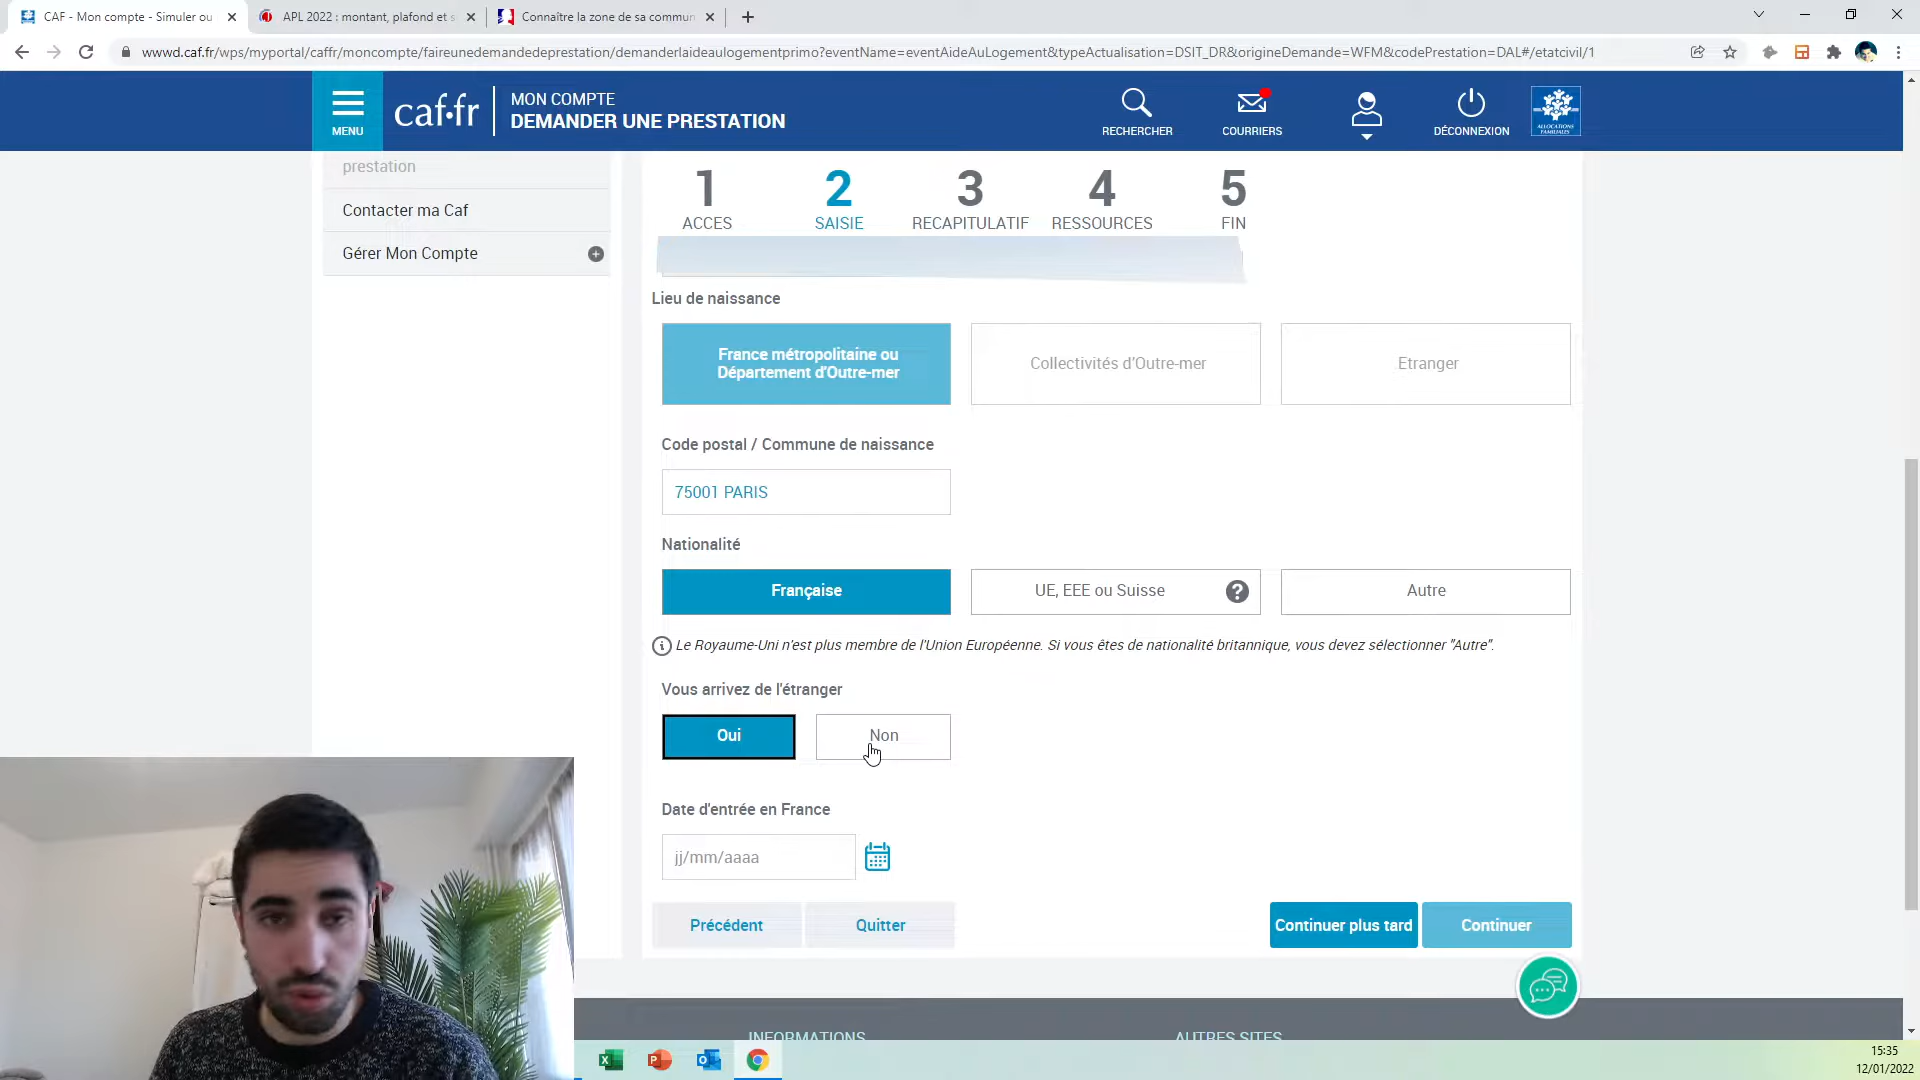 CAF - Mon compte - Simuler ou
APL 2022 : montant, plafond et s
Connaître la zone de sa commun
wwwd.caf.fr/wps/myportal/caffr/moncompte/faireunedemandedeprestation/demanderlaideaulogementprimo?eventName=eventAideAuLogement&typeActualisation=DSIT_DR&origineDemande=WFM&codePrestation=DAL#/etatcivil/1
MENU
caf.fr
MON COMPTE
DEMANDER UNE PRESTATION
RECHERCHER
COURRIERS
DÉCONNEXION
ALLOCATIONS
FAMILIALES
prestation
Contacter ma Caf
Gérer Mon Compte
1
ACCES
2
SAISIE
3
RECAPITULATIF
4
RESSOURCES
5
FIN
Lieu de naissance
France métropolitaine ou
Département d'Outre-mer
Collectivités d'Outre-mer
Etranger
Code postal / Commune de naissance
75001 PARIS
Nationalité
Française
UE, EEE ou Suisse
?
Autre
i Le Royaume-Uni n'est plus membre de l'Union Européenne. Si vous êtes de nationalité britannique, vous devez sélectionner "Autre".
Vous arrivez de l'étranger
Oui
Non
Date d'entrée en France
jj/mm/aaaa
Précédent
Quitter
Continuer plus tard
Continuer
INFORMATIONS
AUTRES SITES
15:35
12/01/2022